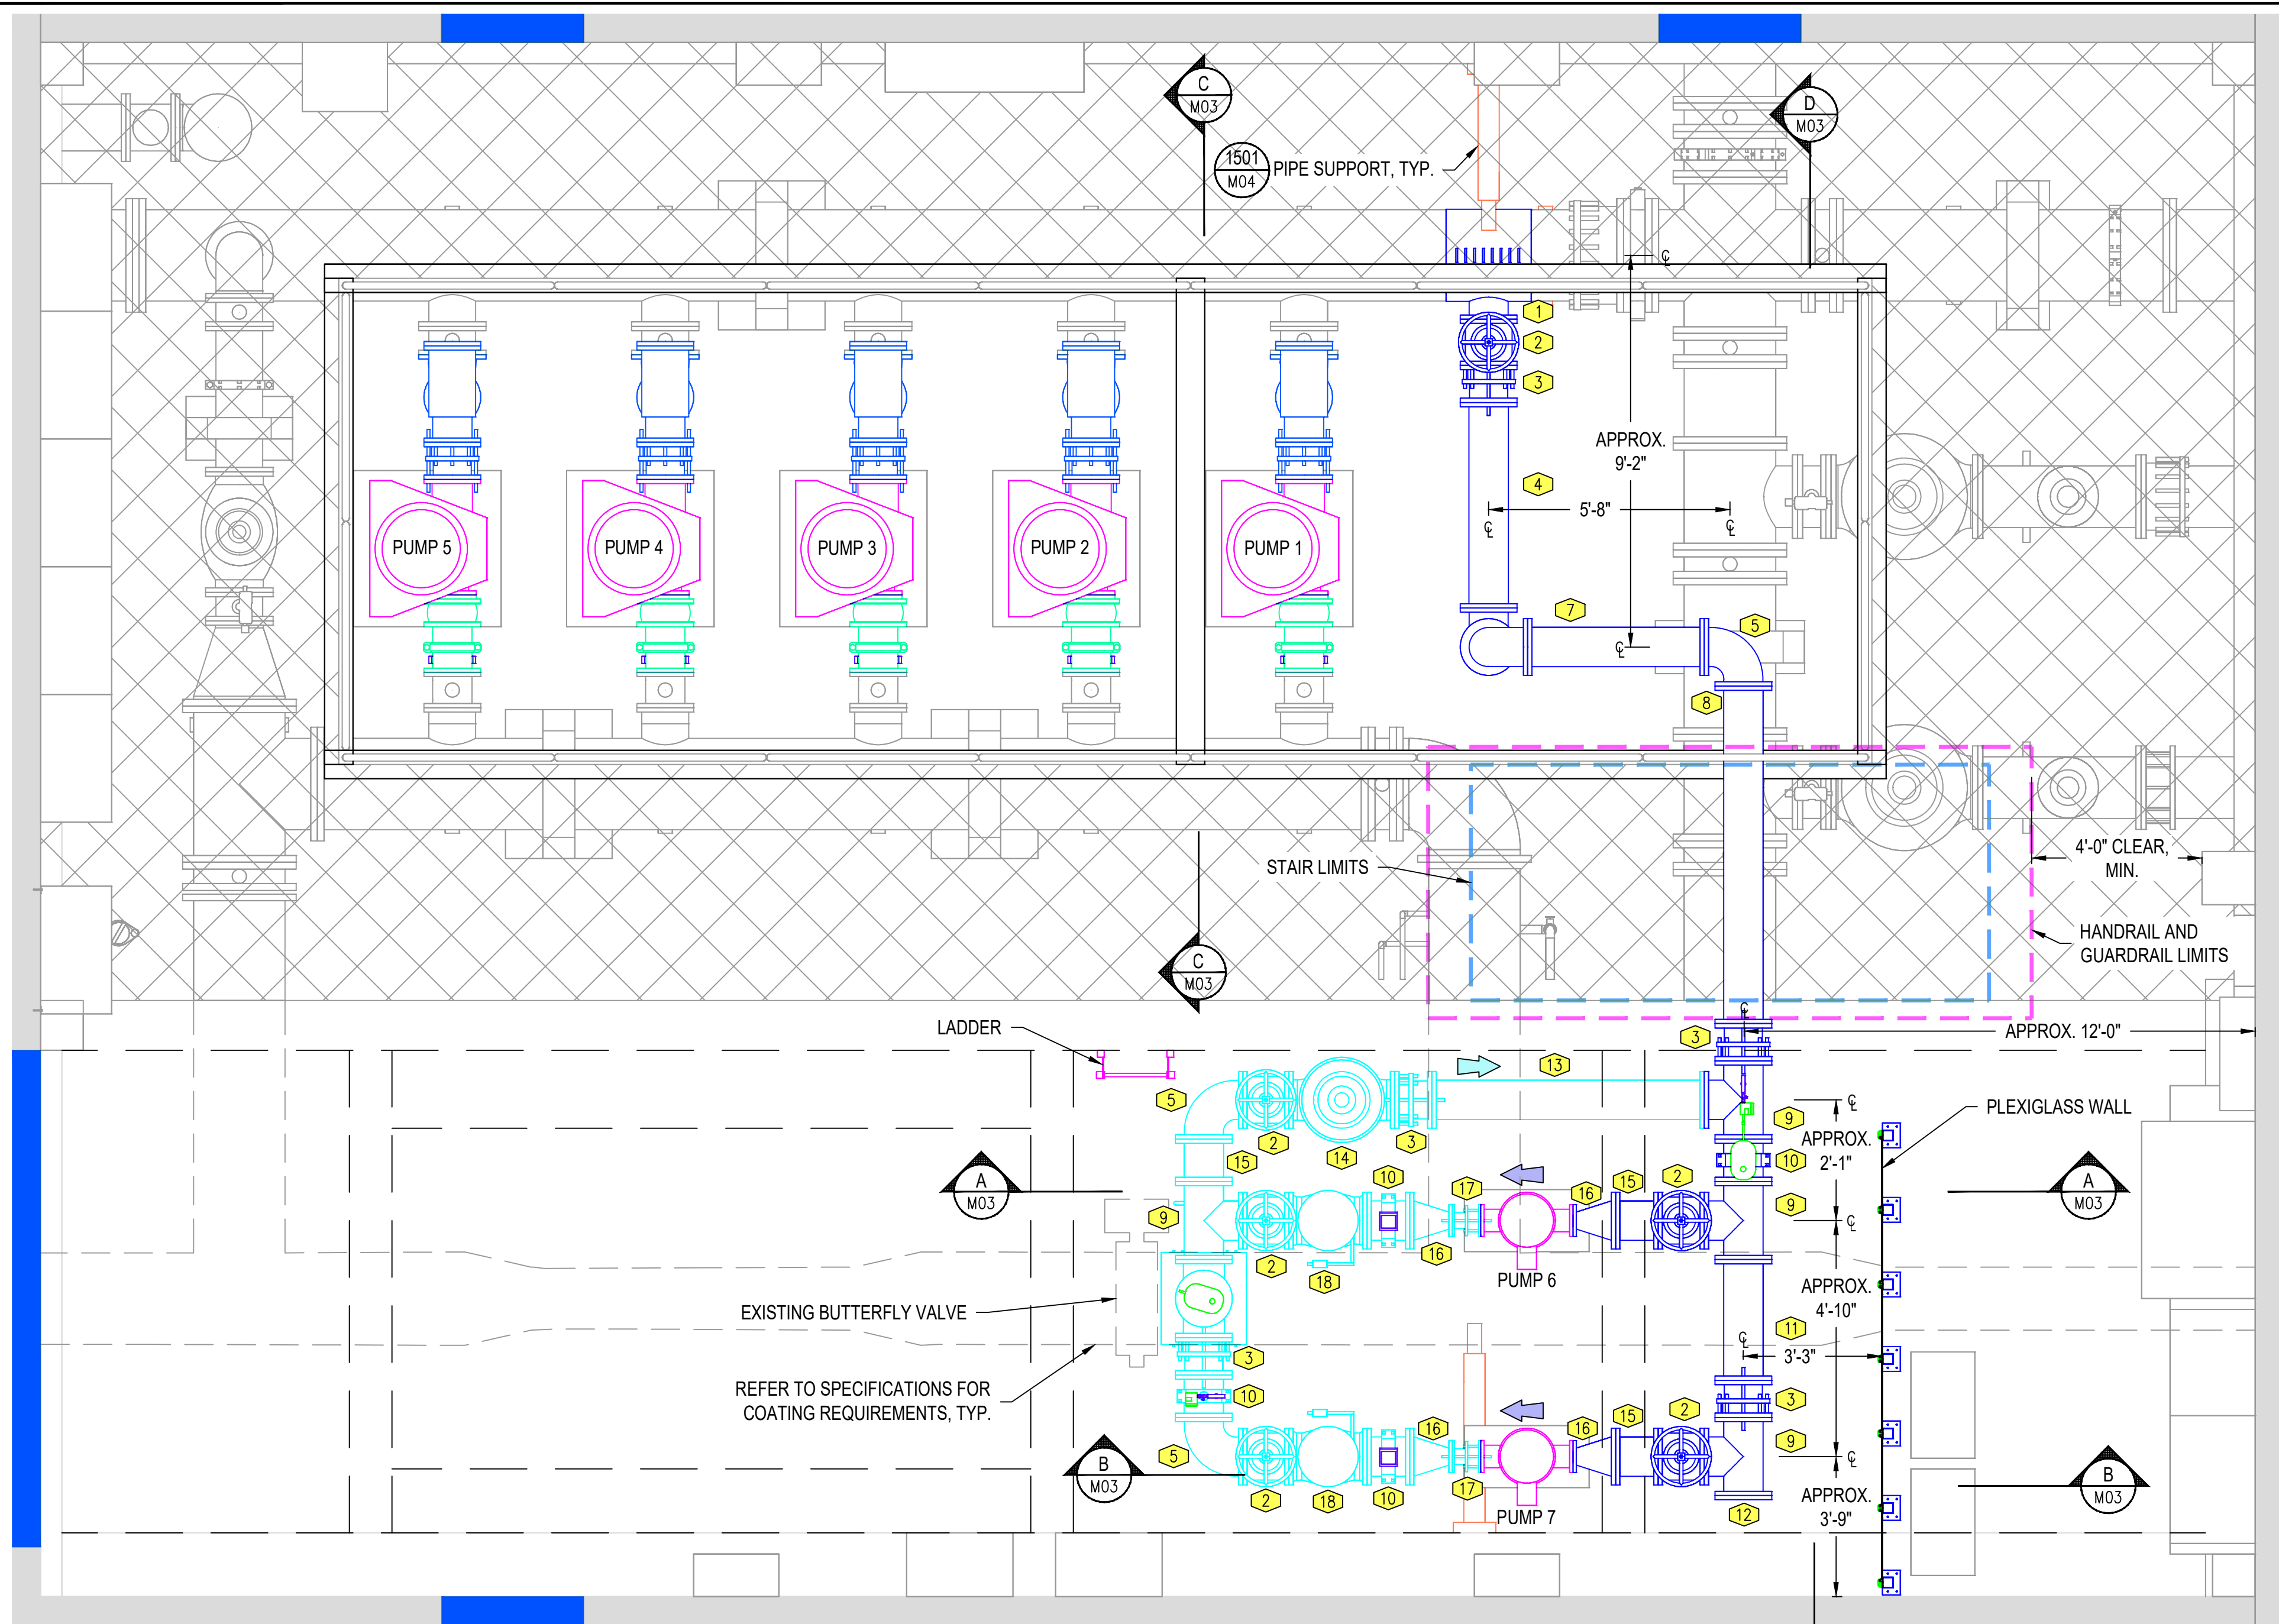 C
M03
D
M03
1501
M04
PIPE SUPPORT, TYP.
℄
1
2
3
APPROX.
9'-2"
4
5'-8"
℄
℄
PUMP 5
PUMP 4
PUMP 3
PUMP 2
PUMP 1
7
5
℄
8
STAIR LIMITS
4'-0" CLEAR,
MIN.
HANDRAIL AND
GUARDRAIL LIMITS
C
M03
LADDER
℄
3
APPROX. 12'-0"
13
5
2
14
3
9
℄
PLEXIGLASS WALL
APPROX.
2'-1"
15
10
10
A
M03
17
16
15
2
A
M03
9
9
℄
2
18
16
PUMP 6
EXISTING BUTTERFLY VALVE
APPROX.
4'-10"
11
℄
3'-3"
3
REFER TO SPECIFICATIONS FOR
COATING REQUIREMENTS, TYP.
10
3
5
16
16
15
2
9
℄
B
M03
2
18
10
17
PUMP 7
12
APPROX.
3'-9"
B
M03